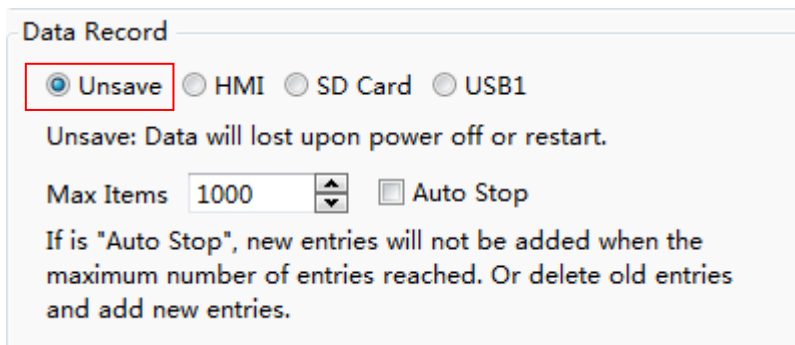 Data Record
Unsave HMI SD Card USB1
Unsave: Data will lost upon power off or restart.
Max Items 1000 Auto Stop
If is "Auto Stop", new entries will not be added when the
maximum number of entries reached. Or delete old entries
and add new entries.